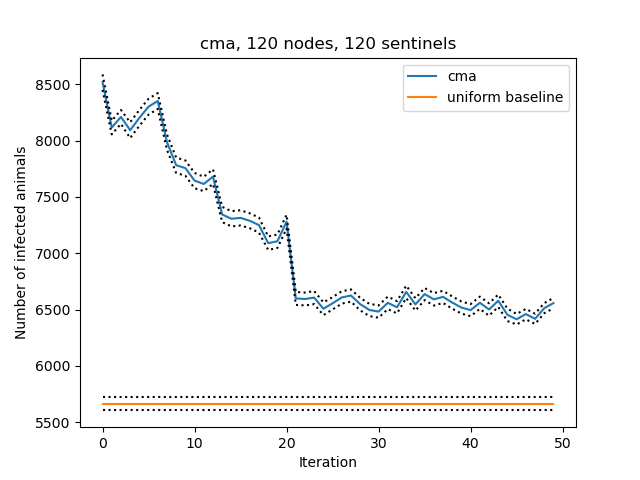 cma, 120 nodes, 120 sentinels
cma
uniform baseline
Number of infected animals
8500
8000
7500
7000
6500
6000
5500
0 10 20 30 40 50
Iteration